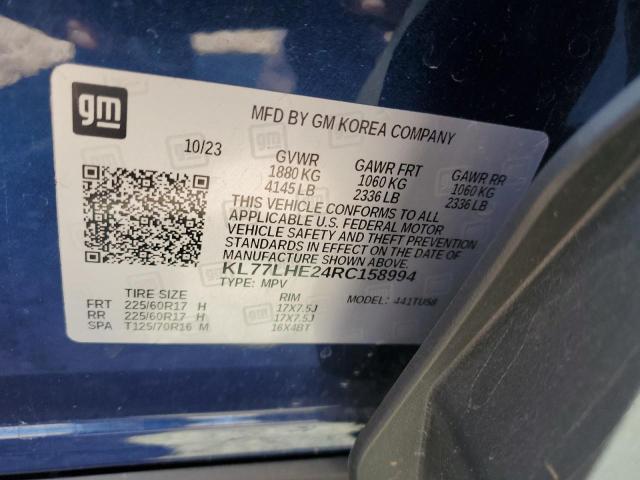 gm
MFD BY GM KOREA COMPANY
10/23 GVWR GAWR FRT GAWR RR
1880 KG 1060 KG 1060 KG
4145 LB 2336 LB 2336 LB
THIS VEHICLE CONFORMS TO ALL
APPLICABLE U.S. FEDERAL MOTOR
VEHICLE SAFETY AND THEFT PREVENTION
STANDARDS IN EFFECT ON THE DATE OF
MANUFACTURE SHOWN ABOVE.
KL77LHE24RC158994
TYPE: MPV MODEL: 441TU58
TIRE SIZE RIM
FRT 225/60R17 H 17X7.5J
RR 225/60R17 H 17X7.5J
SPA T125/70R16 M 16X4BT